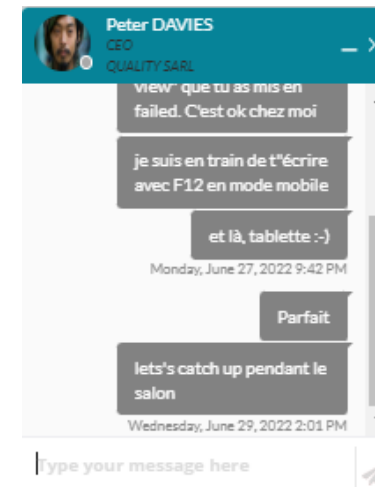 Peter DAVIES
CEO
QUALITY SARL
view" que tu as mis en
failed. C'est ok chez moi
je suis en train de t"écrire
avec F12 en mode mobile
et là, tablette :-)
Monday, June 27, 2022 9:42 PM
Parfait
lets's catch up pendant le
salon
Wednesday, June 29, 2022 2:01 PM
Type your message here